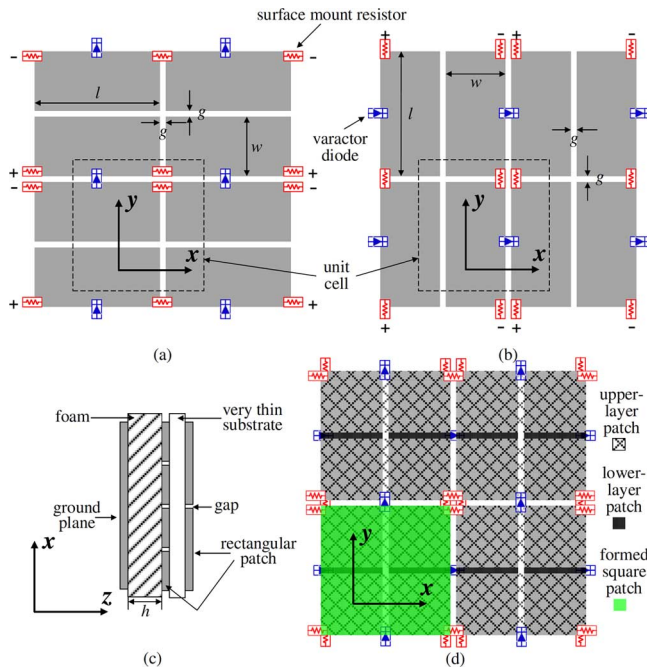 surface mount resistor
- -
l
g
g
w
+ +
- -
y
x
+ +
unit
cell
(a)
+ - + -
w
l
varactor
diode
g
g
y
x
+ - + -
(b)
foam
very thin
substrate
ground
plane
gap
rectangular
patch
x
z
h
(c)
y
x
upper-
layer
patch
lower-
layer
patch
formed
square
patch
(d)